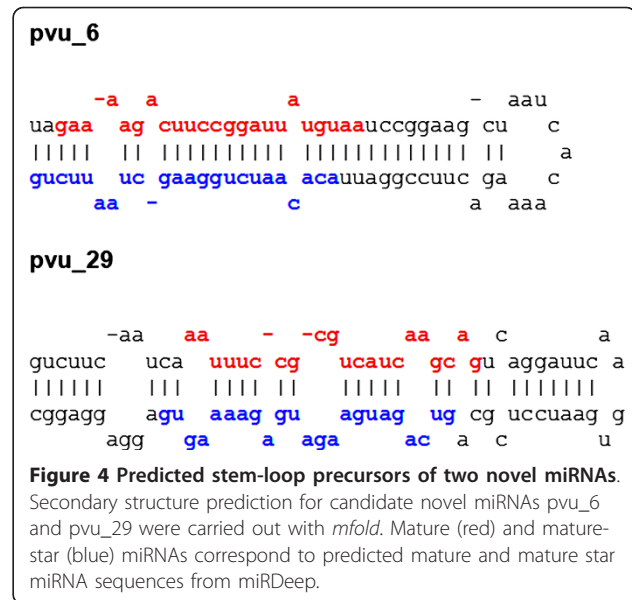 pvu_6
-a a a - aau
uagaa ag cuuccggauu uguaauccggaag cu c
||||| || |||||||||| ||||||||||||| || a
gucuu uc gaaggucuaa acauuaggccuuc ga c
aa - c a aaa
pvu_29
-aa aa - -cg aa a c a
gucuuc uca uuuc cg ucauc gc gu aggauuc a
|||||| ||| |||| || ||||| || || |||||||
cggagg agu aaag gu aguag ug cg uccuaag g
agg ga a aga ac a c u
Figure 4 Predicted stem-loop precursors of two novel miRNAs.
Secondary structure prediction for candidate novel miRNAs pvu_6
and pvu_29 were carried out with mfold. Mature (red) and mature-
star (blue) miRNAs correspond to predicted mature and mature star
miRNA sequences from miRDeep.